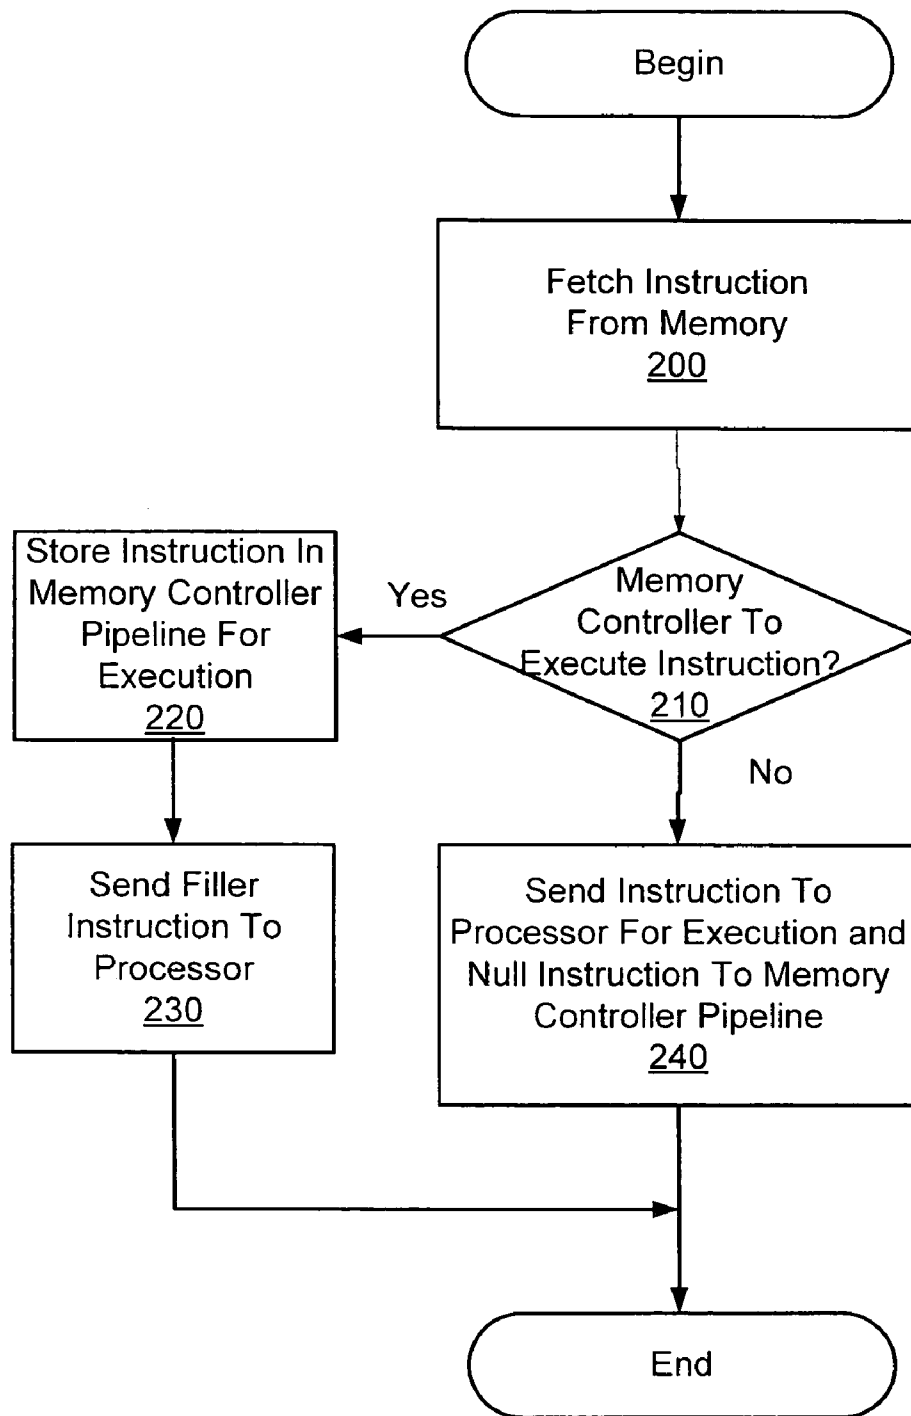 Begin
Fetch Instruction
From Memory
200
Memory
Controller To
Execute Instruction?
210
Yes
No
Store Instruction In
Memory Controller
Pipeline For
Execution
220
Send Filler
Instruction To
Processor
230
Send Instruction To
Processor For Execution and
Null Instruction To Memory
Controller Pipeline
240
End